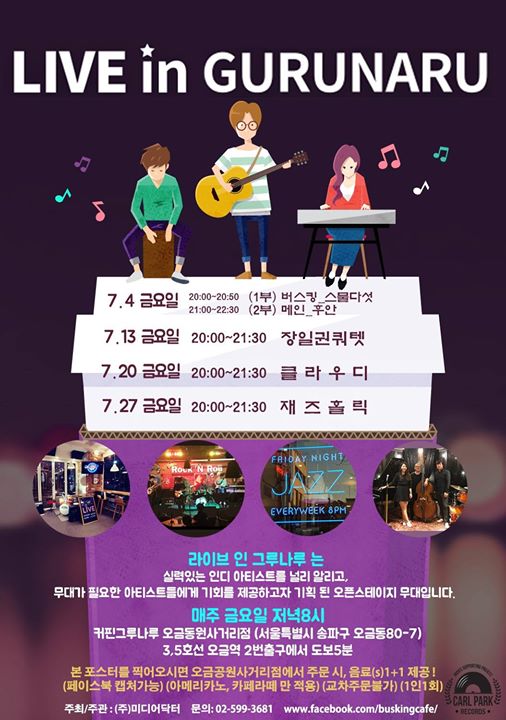 LIVE in GURUNARU
7.4 금요일 20:00~20:50 (1부) 버스킹_스물다섯
21:00~22:30 (2부) 메인_후안
7.13 금요일 20:00~21:30 장일권쿼텟
7.20 금요일 20:00~21:30 클라우디
7.27 금요일 20:00~21:30 재즈홀릭
LIVE
Rock 'N Roll
FRIDAY NIGHT
JAZZ
EVERYWEEK 8PM
라이브 인 그루나루 는
실력있는 인디 아티스트를 널리 알리고,
무대가 필요한 아티스트들에게 기회를 제공하고자 기획 된 오픈스테이지 무대입니다.
매주 금요일 저녁8시
커핀그루나루 오금동원사거리점 (서울특별시 송파구 오금동80-7)
3,5호선 오금역 2번출구에서 도보5분
본 포스터를 찍어오시면 오금공원사거리점에서 주문 시, 음료(s)1+1 제공 !
(페이스북 캡처가능) (아메리카노, 카페라떼 만 적용) (교차주문불가) (1인1회)
주최/주관 : (주)미디어닥터 문의: 02-599-3681 www.facebook.com/buskingcafe/
CARL PARK
RECORDS